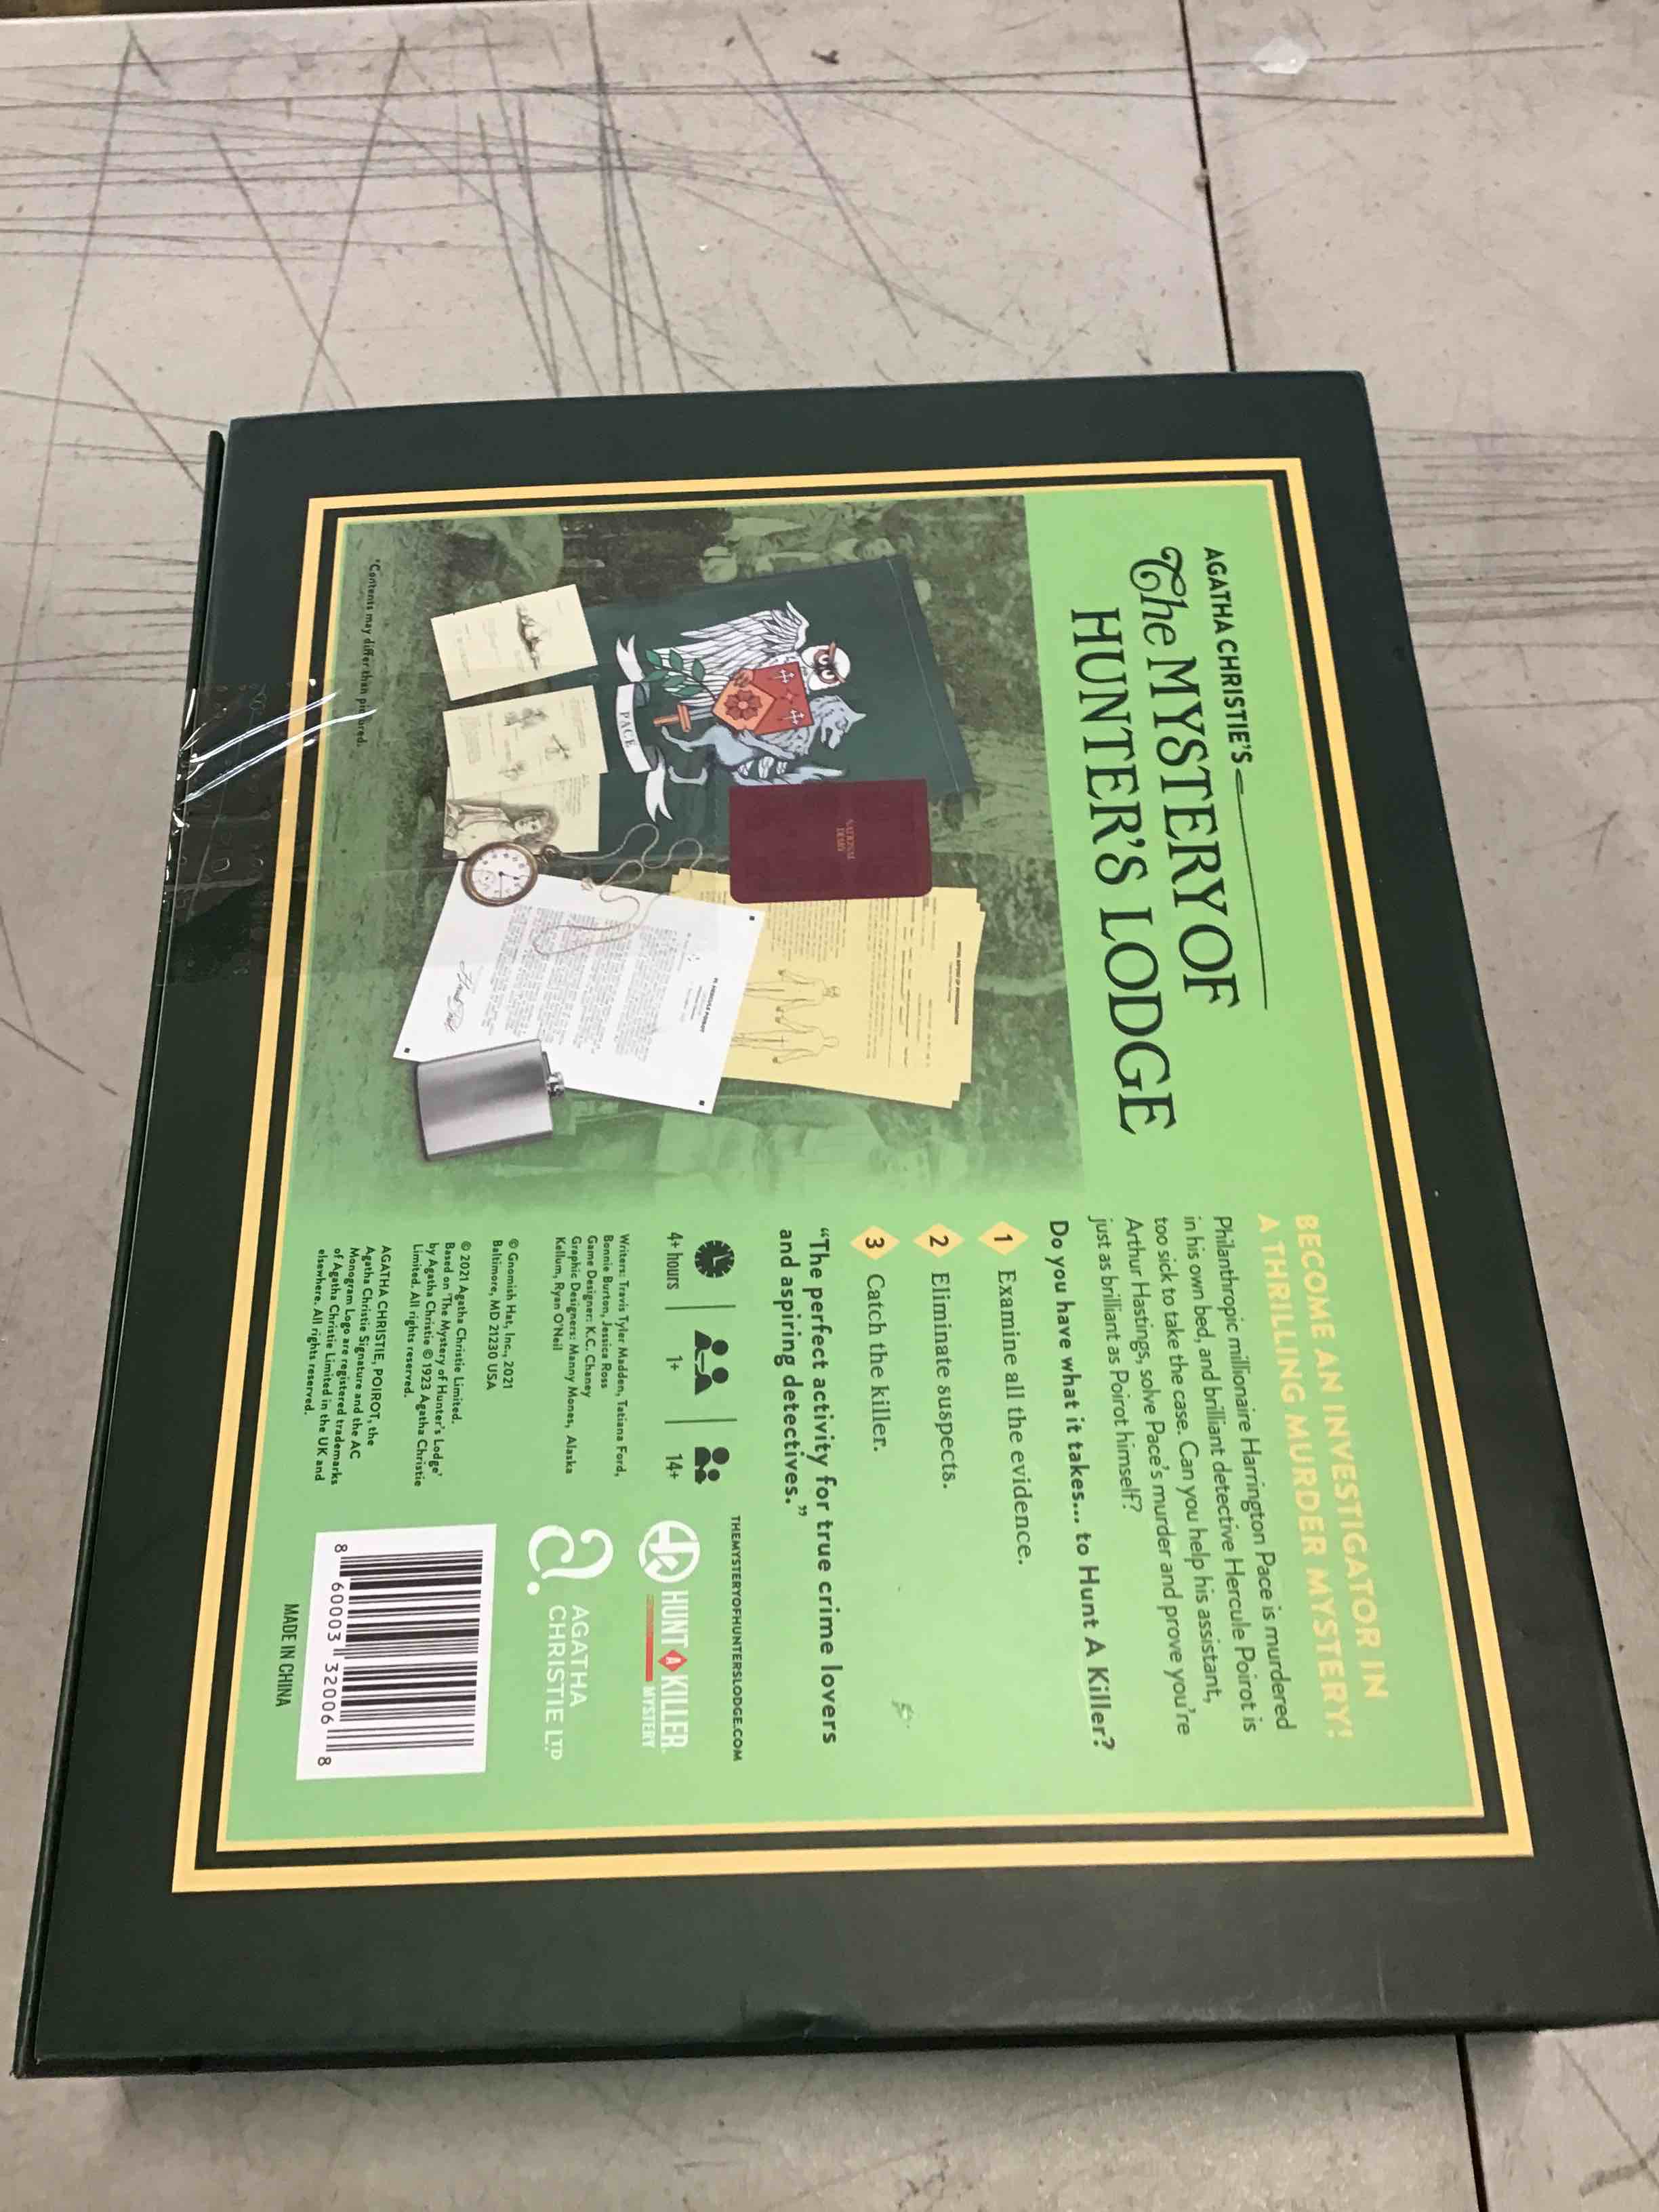 AGATHA CHRISTIE'S
The MYSTERY OF
HUNTER'S LODGE
PACE
NATIONAL
DIARY
*Contents may differ than pictured.
BECOME AN INVESTIGATOR IN
A THRILLING MURDER MYSTERY!
Philanthropic millionaire Harrington Pace is murdered
in his own bed, and brilliant detective Hercule Poirot is
too sick to take the case. Can you help his assistant,
Arthur Hastings, solve Pace's murder and prove you're
just as brilliant as Poirot himself?
Do you have what it takes... to Hunt A Killer?
1 Examine all the evidence.
2 Eliminate suspects.
3 Catch the killer.
“The perfect activity for true crime lovers
and aspiring detectives.”
4+ hours
1+
14+
Writers: Travis Tyler Madden, Tatiana Ford,
Bonnie Burton, Jessica Ross
Game Designer: K.C. Chaney
Graphic Designers: Manny Mones, Alaska
Kellum, Ryan O'Neil
© Gnomish Hat, Inc., 2021
Baltimore, MD 21230 USA
© 2021 Agatha Christie Limited.
Based on 'The Mystery of Hunter's Lodge'
by Agatha Christie © 1923 Agatha Christie
Limited. All rights reserved.
AGATHA CHRISTIE, POIROT, the
Agatha Christie Signature and the AC
Monogram Logo are registered trademarks
of Agatha Christie Limited in the UK and
elsewhere. All rights reserved.
THEMYSTERYOFHUNTERSLODGE.COM
HUNT A KILLER
MYSTERY
AGATHA
CHRISTIE LTD
8 60003 32006 8
MADE IN CHINA